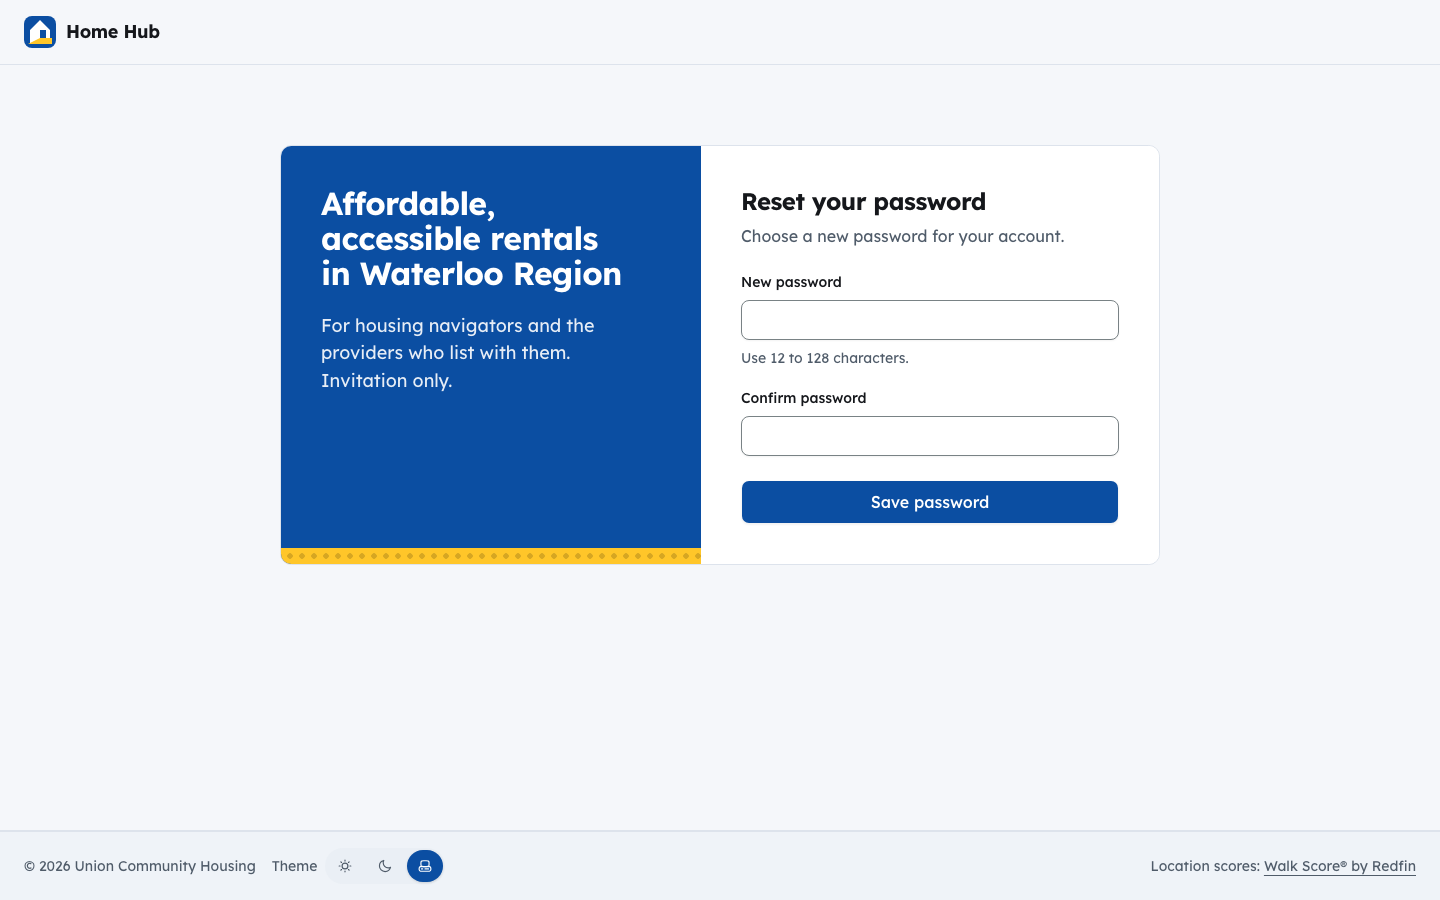 Home Hub
Affordable,
accessible rentals
in Waterloo Region
For housing navigators and the
providers who list with them.
Invitation only.
Reset your password
Choose a new password for your account.
New password
Use 12 to 128 characters.
Confirm password
Save password
© 2026 Union Community Housing
Theme
Location scores: Walk Score® by Redfin